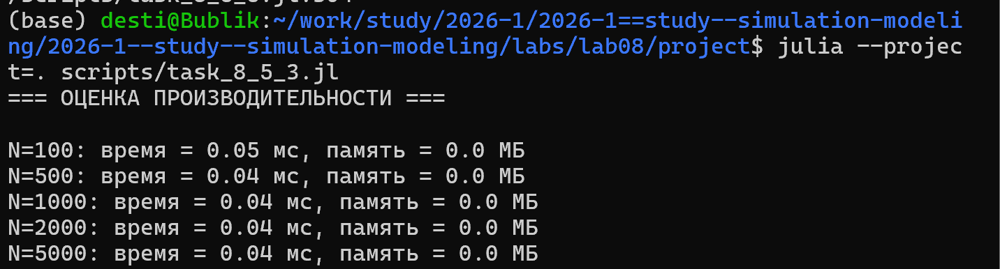 (base) desti@Bublik:~/work/study/2026-1/2026-1==study--simulation-modeli
ng/2026-1--study--simulation-modeling/labs/lab08/project$ julia --projec
t=. scripts/task_8_5_3.jl
=== ОЦЕНКА ПРОИЗВОДИТЕЛЬНОСТИ ===
N=100: время = 0.05 мс, память = 0.0 МБ
N=500: время = 0.04 мс, память = 0.0 МБ
N=1000: время = 0.04 мс, память = 0.0 МБ
N=2000: время = 0.04 мс, память = 0.0 МБ
N=5000: время = 0.04 мс, память = 0.0 МБ